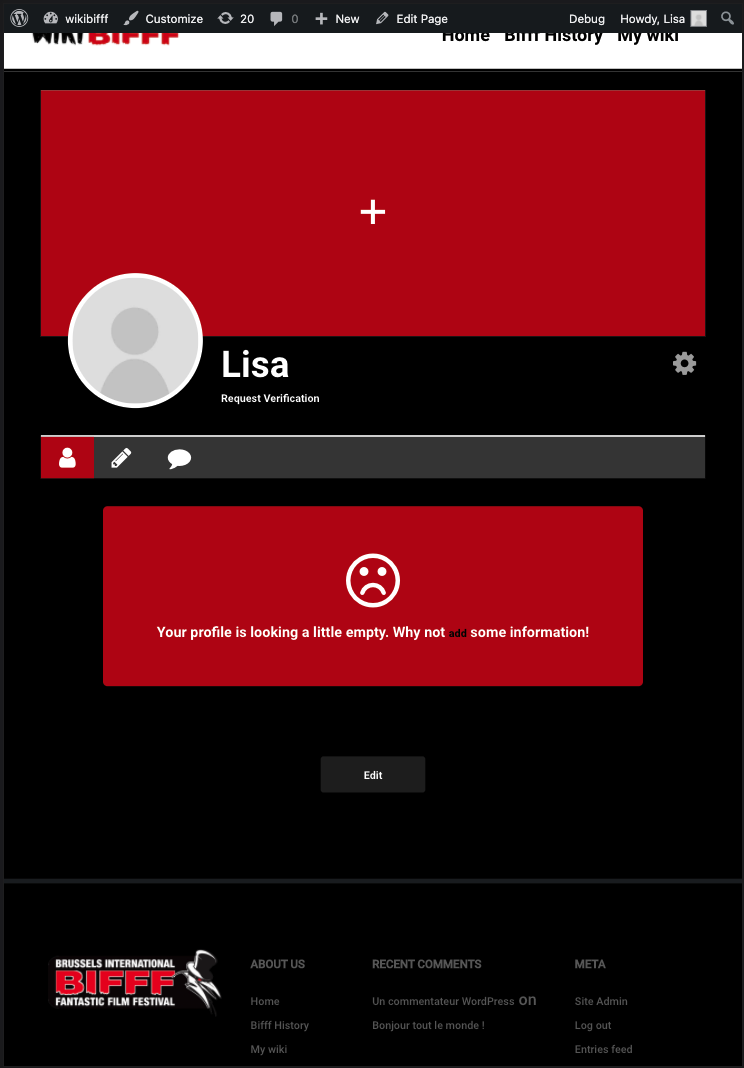 wikibifff Customize 20 0 New Edit Page Debug Howdy, Lisa
WIKI BIFFF Home Bifff History My wiki
+
Lisa
Request Verification
Your profile is looking a little empty. Why not add some information!
Edit
BRUSSELS INTERNATIONAL
BIFFF
FANTASTIC FILM FESTIVAL
ABOUT US
Home
Bifff History
My wiki
RECENT COMMENTS
Un commentateur WordPress on
Bonjour tout le monde !
META
Site Admin
Log out
Entries feed